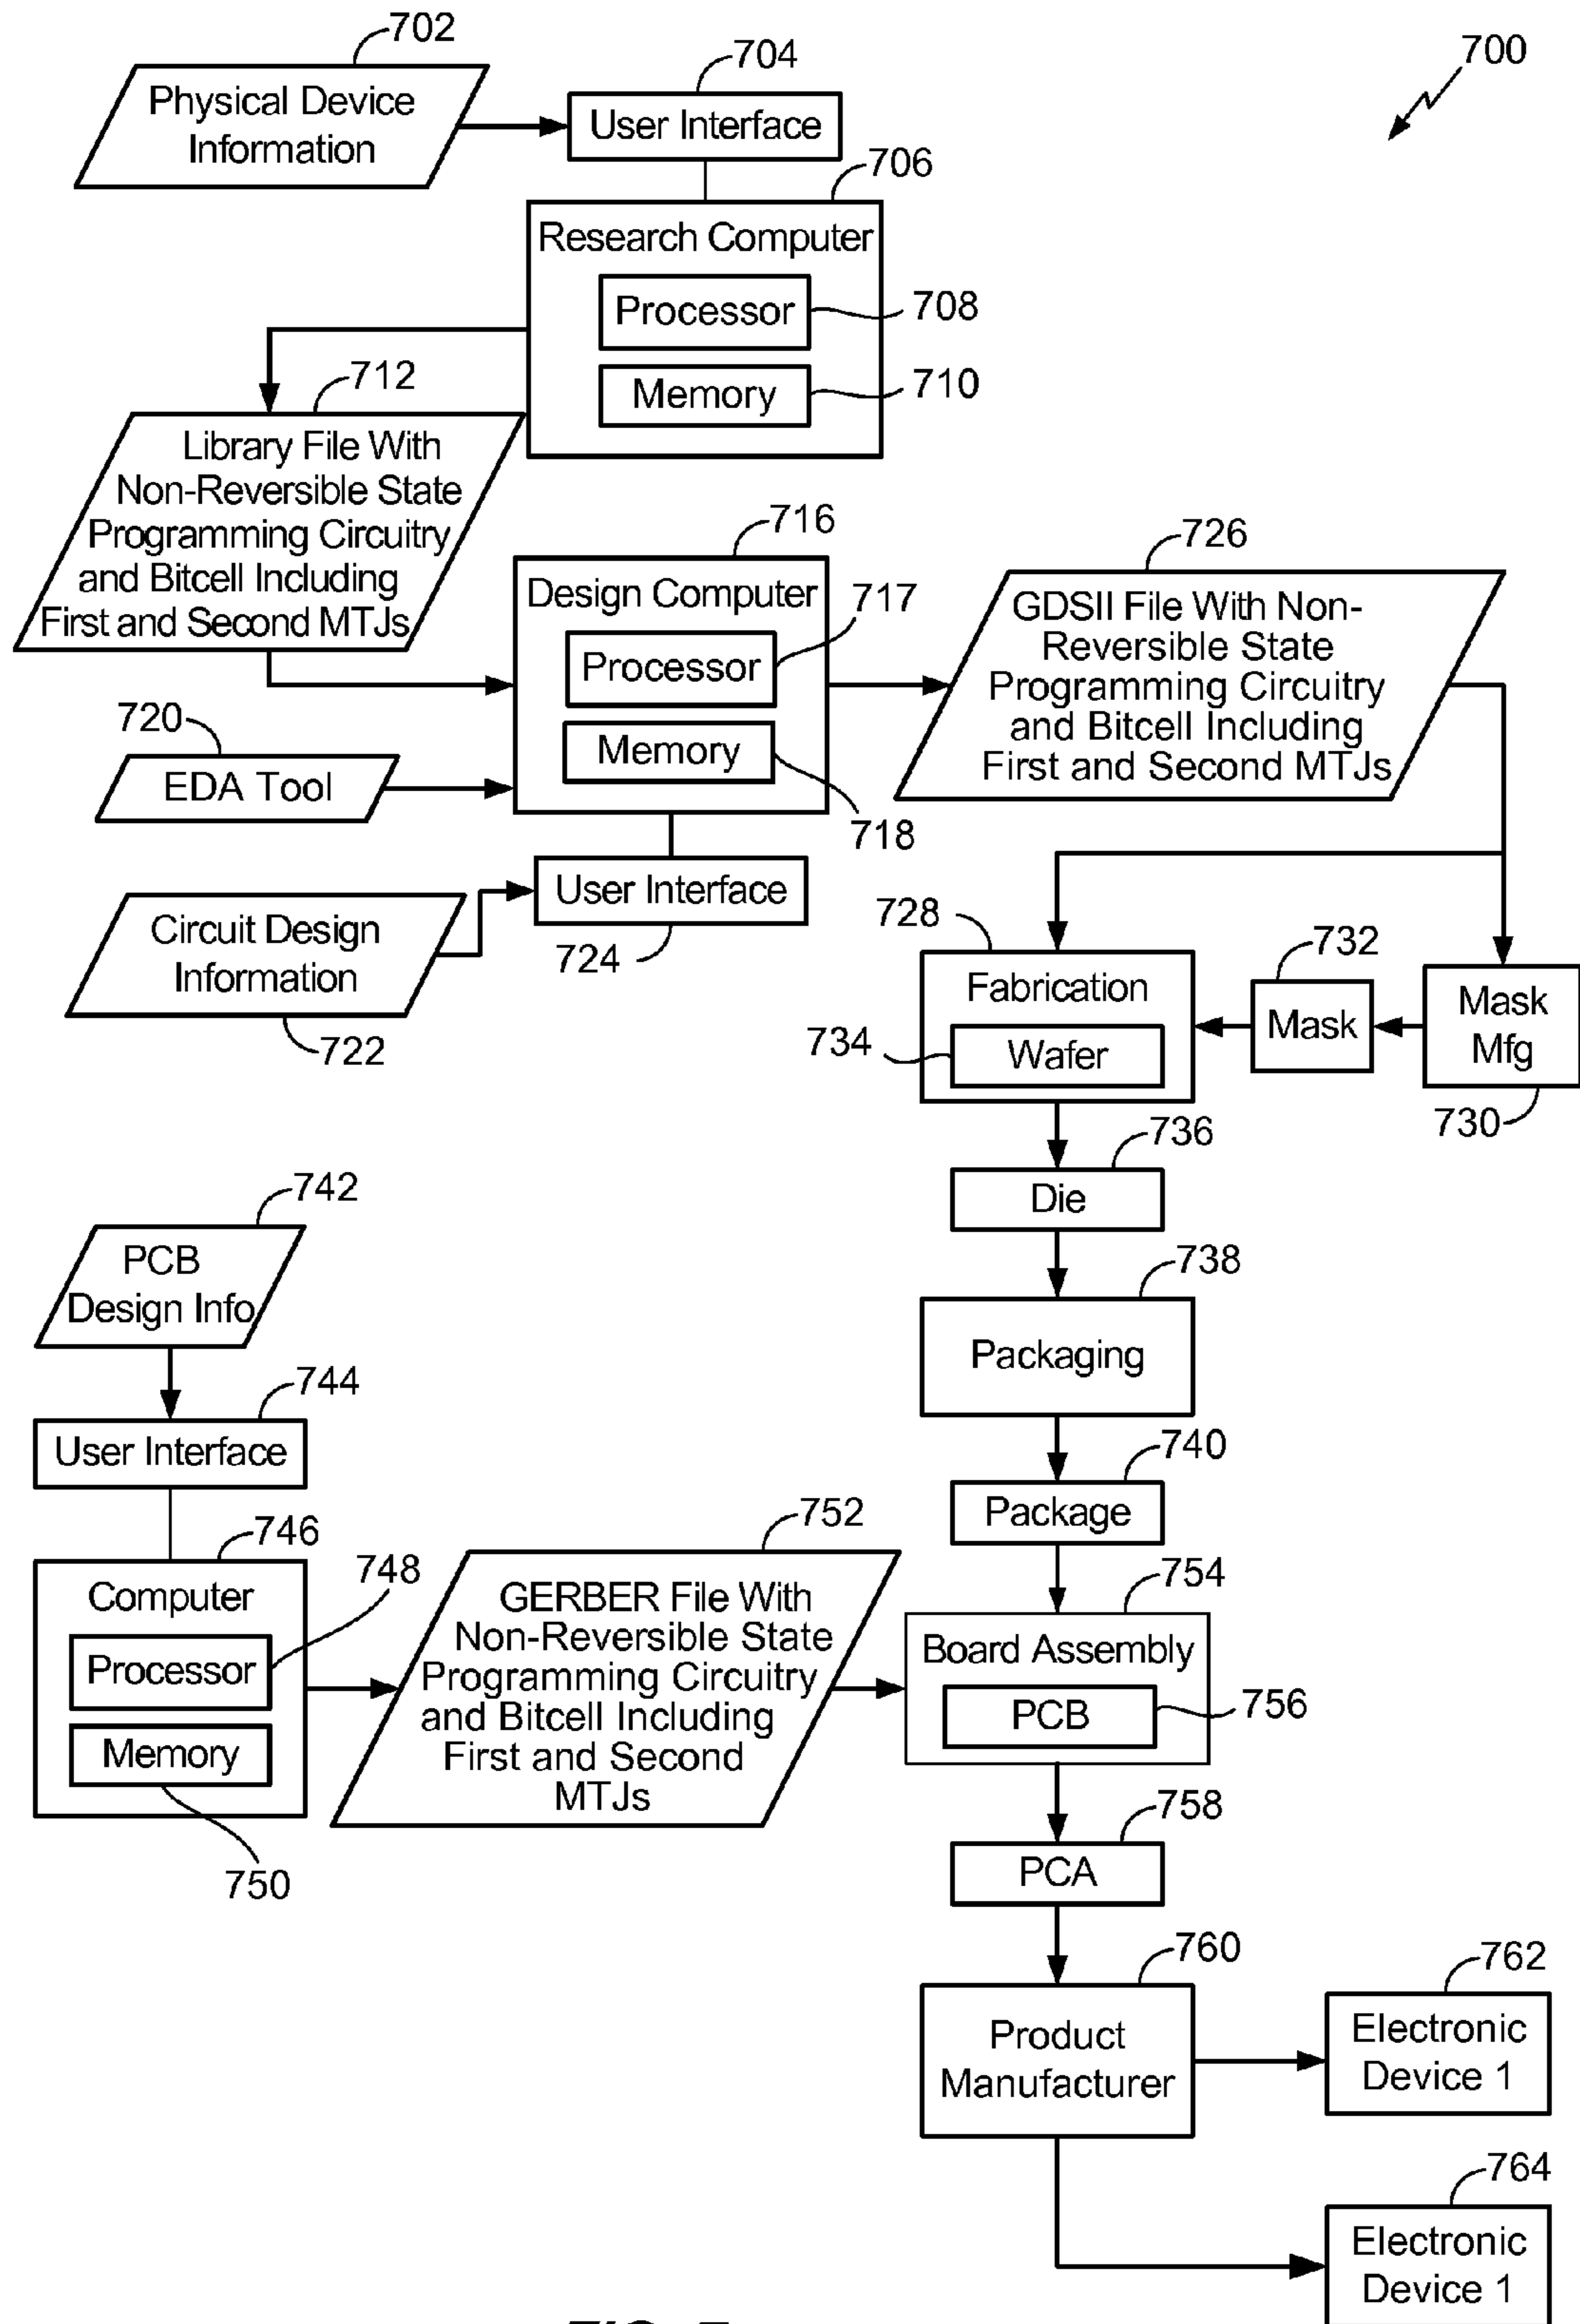 702
700
Physical Device
Information
704
User Interface
706
Research Computer
Processor
708
Memory
710
712
Library File With
Non-Reversible State
Programming Circuitry
and Bitcell Including
First and Second MTJs
716
Design Computer
717
Processor
Memory
718
726
GDSII File With Non-
Reversible State
Programming Circuitry
and Bitcell Including
First and Second MTJs
720
EDA Tool
User Interface
724
Circuit Design
Information
722
728
Fabrication
734
Wafer
732
Mask
Mask
Mfg
730
736
Die
738
Packaging
740
Package
742
PCB
Design Info
744
User Interface
746
Computer
748
Processor
Memory
750
752
GERBER File With
Non-Reversible State
Programming Circuitry
and Bitcell Including
First and Second
MTJs
754
Board Assembly
PCB
756
758
PCA
760
Product
Manufacturer
762
Electronic
Device 1
764
Electronic
Device 1